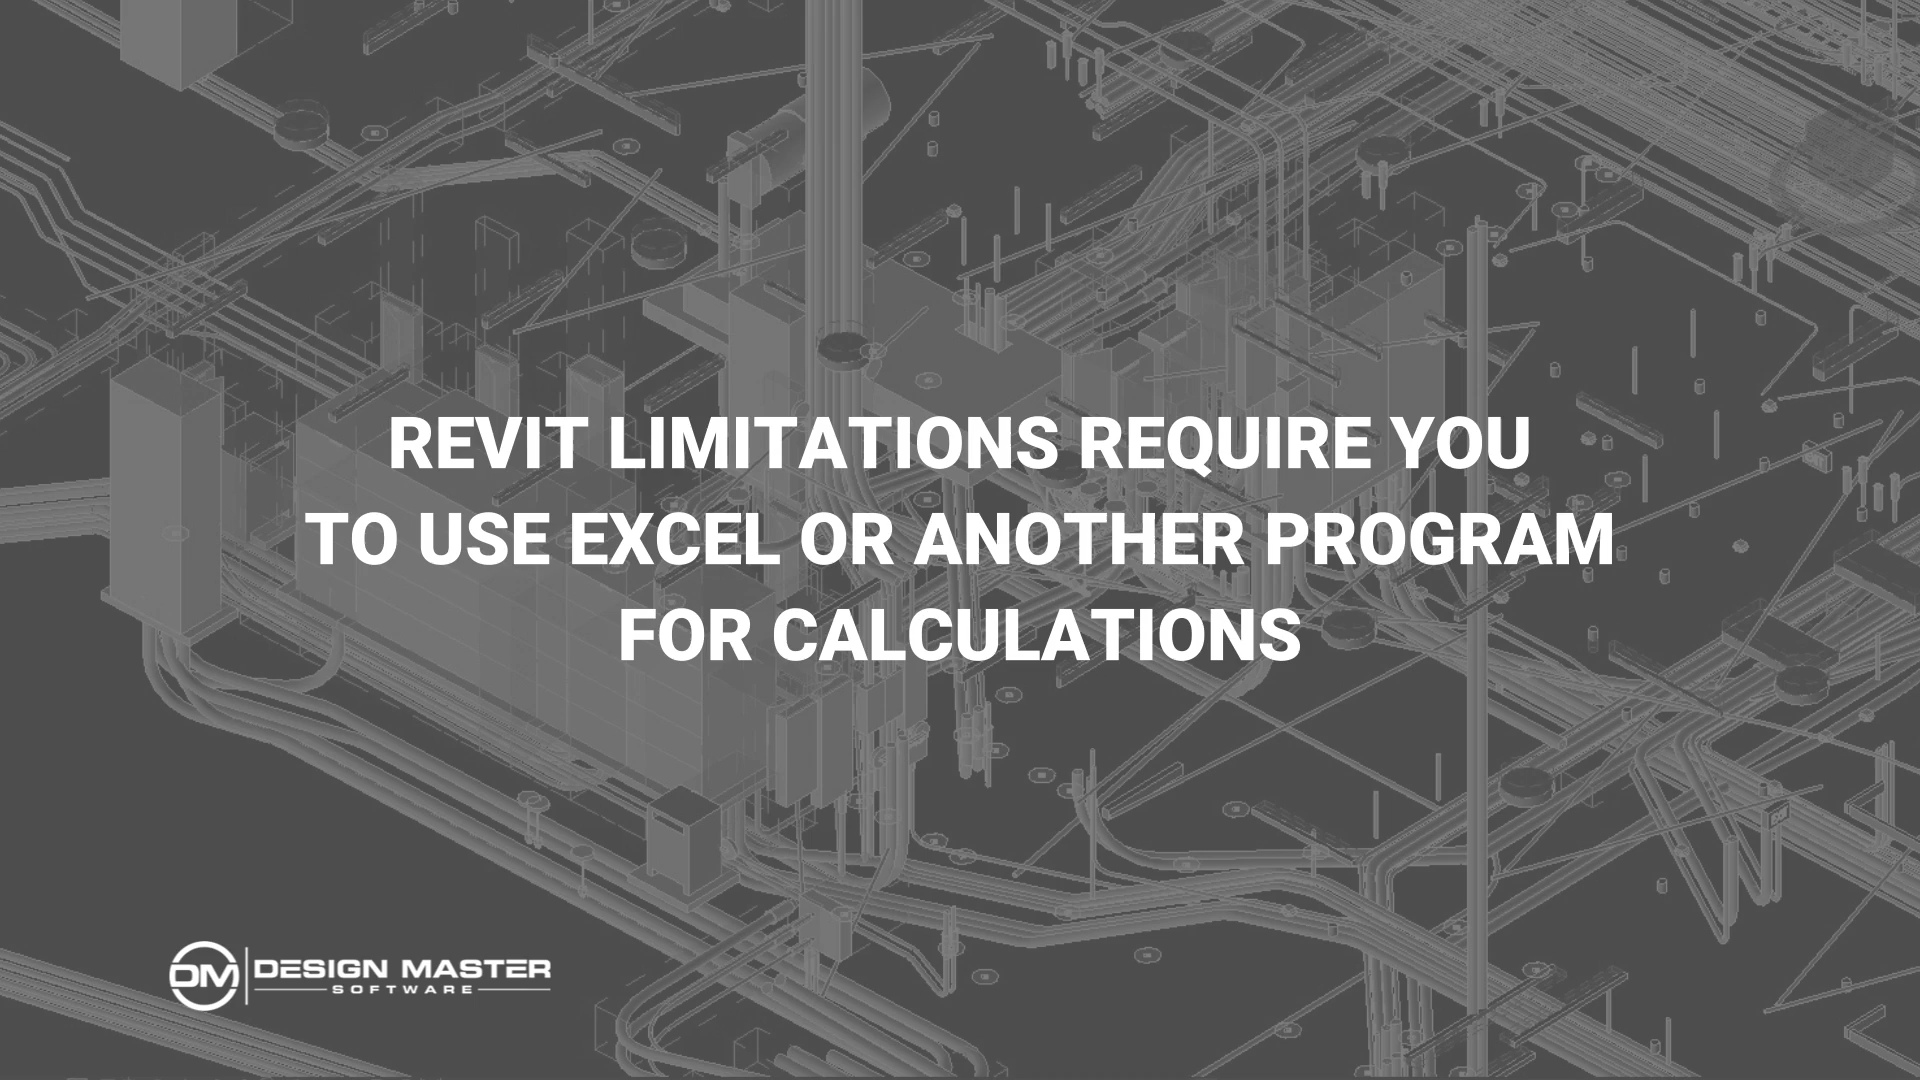 REVIT LIMITATIONS REQUIRE YOU
TO USE EXCEL OR ANOTHER PROGRAM
FOR CALCULATIONS
DM DESIGN MASTER
SOFTWARE